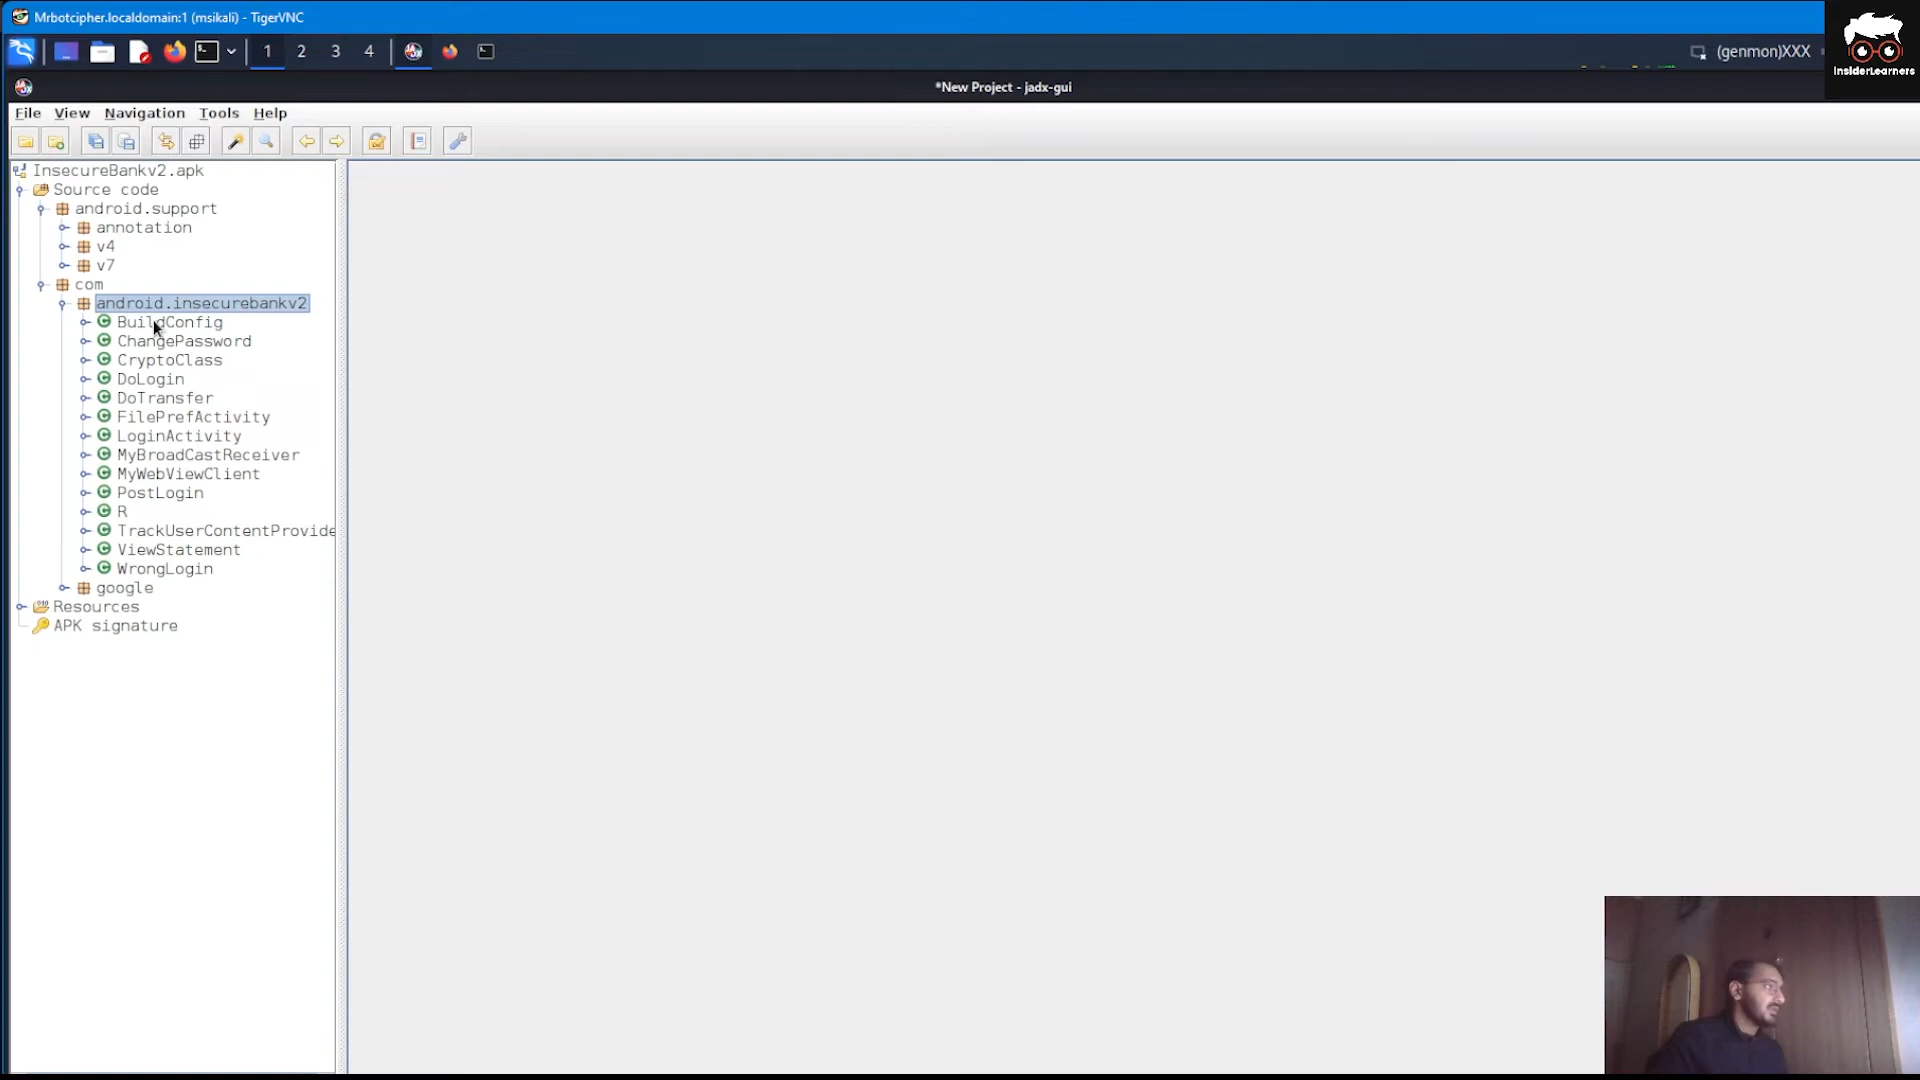 Mrbotcipher.localdomain:1 (msikali) - TigerVNC
1 2 3 4 (genmon)XXX
InsiderLearners
*New Project - jadx-gui
File View Navigation Tools Help
InsecureBankv2.apk
Source code
android.support
annotation
v4
v7
com
android.insecurebankv2
BuildConfig
ChangePassword
CryptoClass
DoLogin
DoTransfer
FilePrefActivity
LoginActivity
MyBroadCastReceiver
MyWebViewClient
PostLogin
R
TrackUserContentProvide
ViewStatement
WrongLogin
google
Resources
APK signature